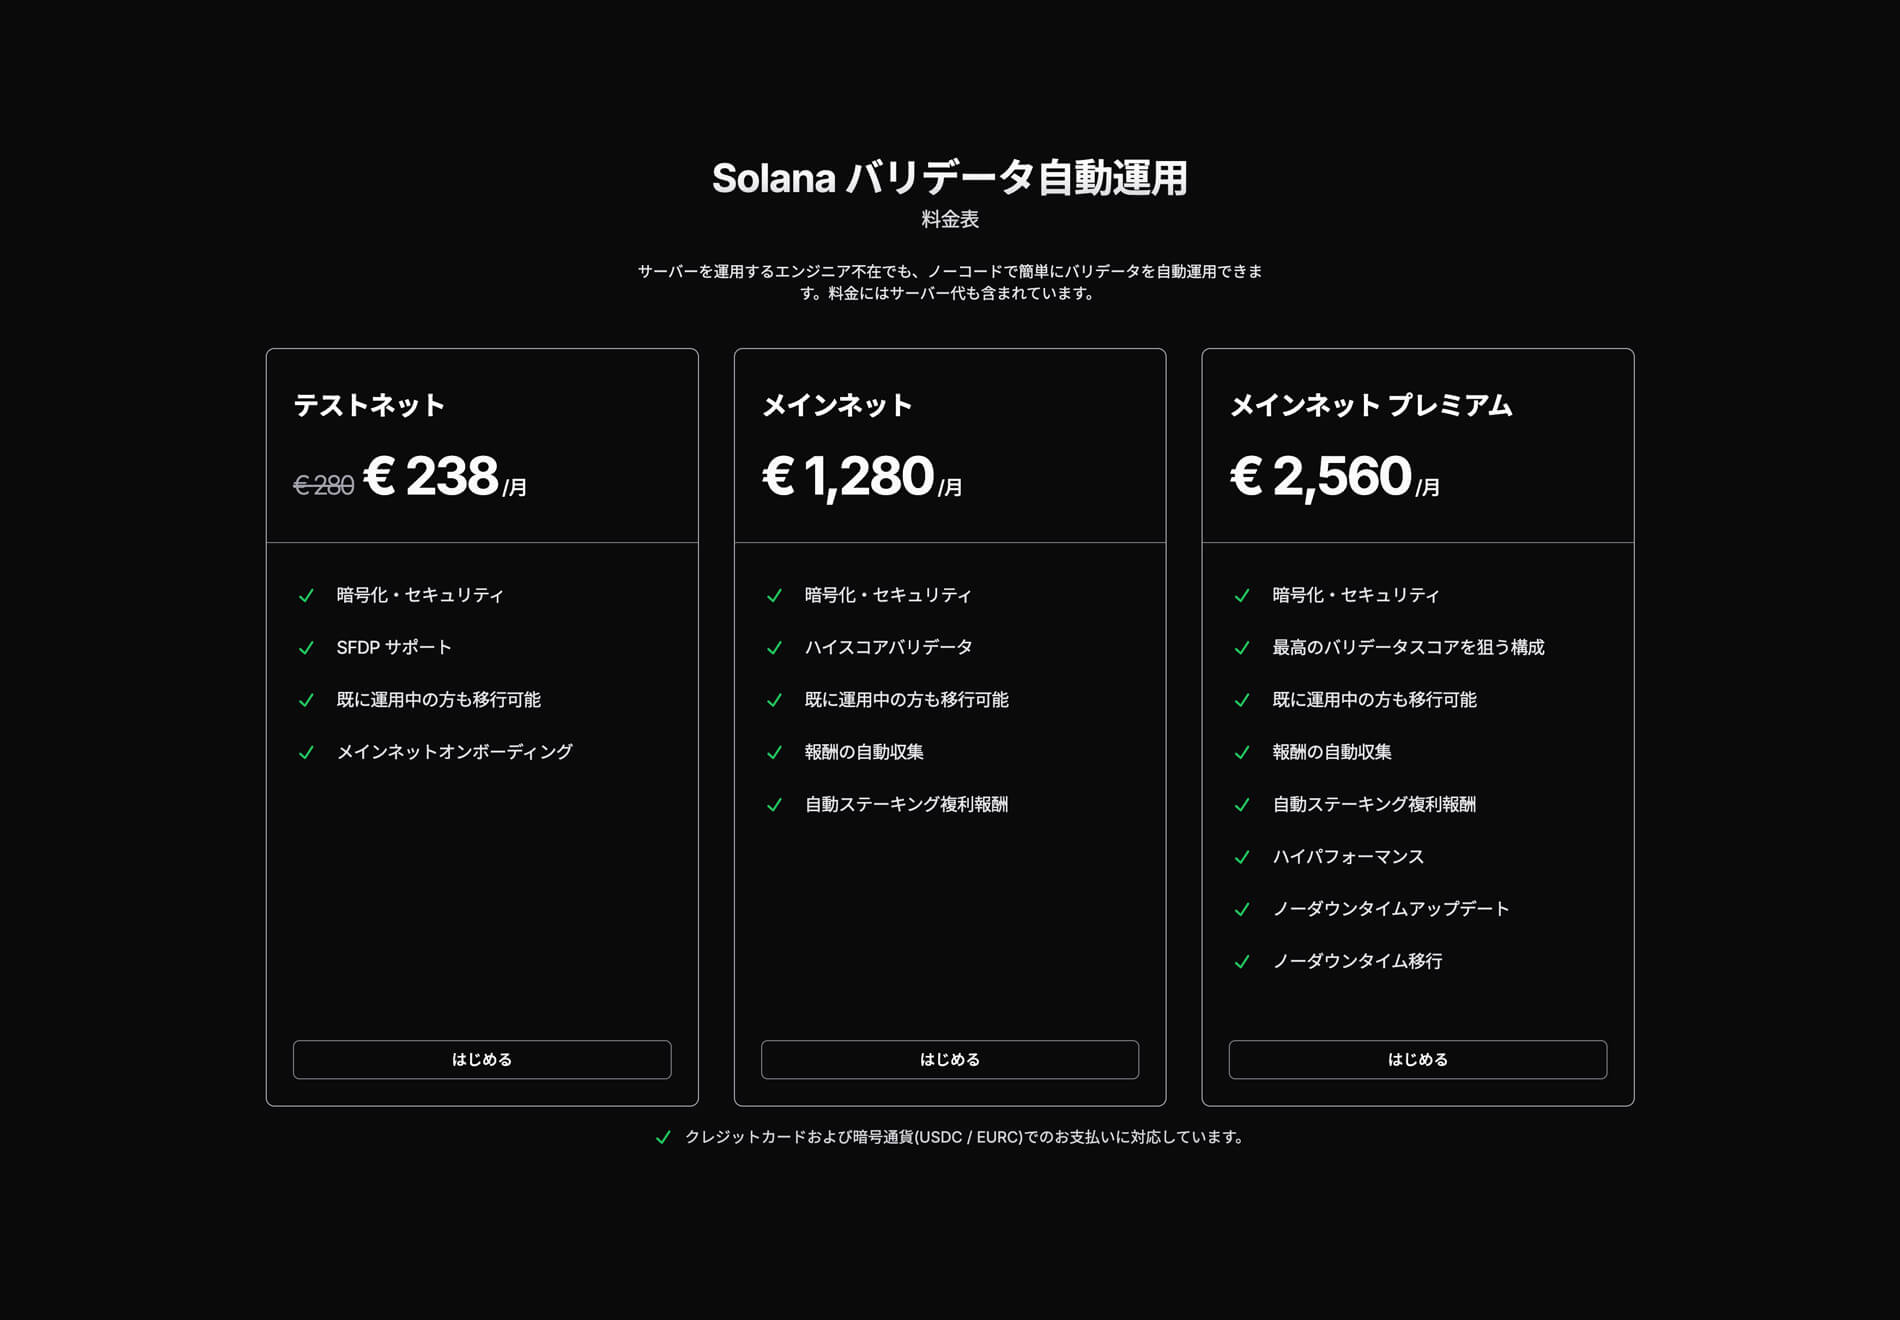 Solana バリデータ自動運用
料金表
サーバーを運用するエンジニア不在でも、ノーコードで簡単にバリデータを自動運用できま
す。料金にはサーバー代も含まれています。
テストネット
€ 280 € 238 /月
暗号化・セキュリティ
SFDP サポート
既に運用中の方も移行可能
メインネットオンボーディング
はじめる
メインネット
€ 1,280 /月
暗号化・セキュリティ
ハイスコアバリデータ
既に運用中の方も移行可能
報酬の自動収集
自動ステーキング複利報酬
はじめる
メインネット プレミアム
€ 2,560 /月
暗号化・セキュリティ
最高のバリデータスコアを狙う構成
既に運用中の方も移行可能
報酬の自動収集
自動ステーキング複利報酬
ハイパフォーマンス
ノーダウンタイムアップデート
ノーダウンタイム移行
はじめる
クレジットカードおよび暗号通貨(USDC / EURC)でのお支払いに対応しています。